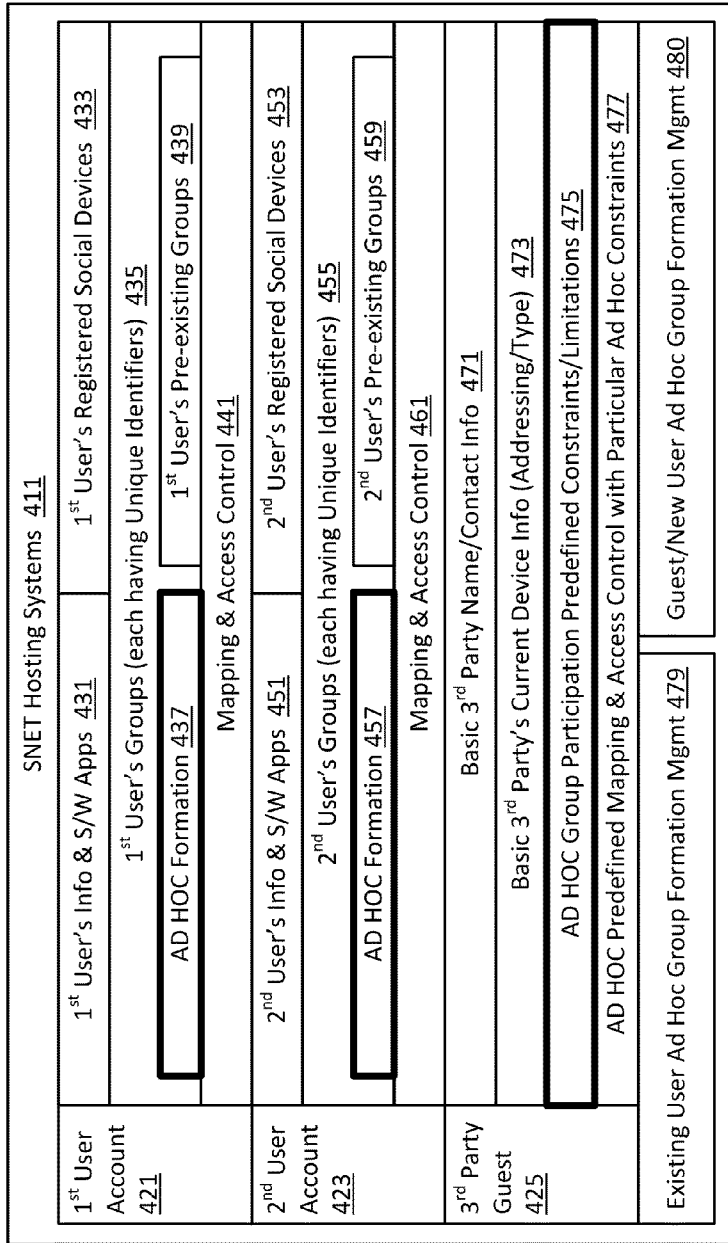 SNET Hosting Systems 411
1st User
Account
421
1st User's Info & S/W Apps 431
1st User's Registered Social Devices 433
1st User's Groups (each having Unique Identifiers) 435
AD HOC Formation 437
1st User's Pre-existing Groups 439
Mapping & Access Control 441
2nd User
Account
423
2nd User's Info & S/W Apps 451
2nd User's Registered Social Devices 453
2nd User's Groups (each having Unique Identifiers) 455
AD HOC Formation 457
2nd User's Pre-existing Groups 459
Mapping & Access Control 461
3rd Party
Guest
425
Basic 3rd Party Name/Contact Info 471
Basic 3rd Party's Current Device Info (Addressing/Type) 473
AD HOC Group Participation Predefined Constraints/Limitations 475
AD HOC Predefined Mapping & Access Control with Particular Ad Hoc Constraints 477
Existing User Ad Hoc Group Formation Mgmt 479
Guest/New User Ad Hoc Group Formation Mgmt 480